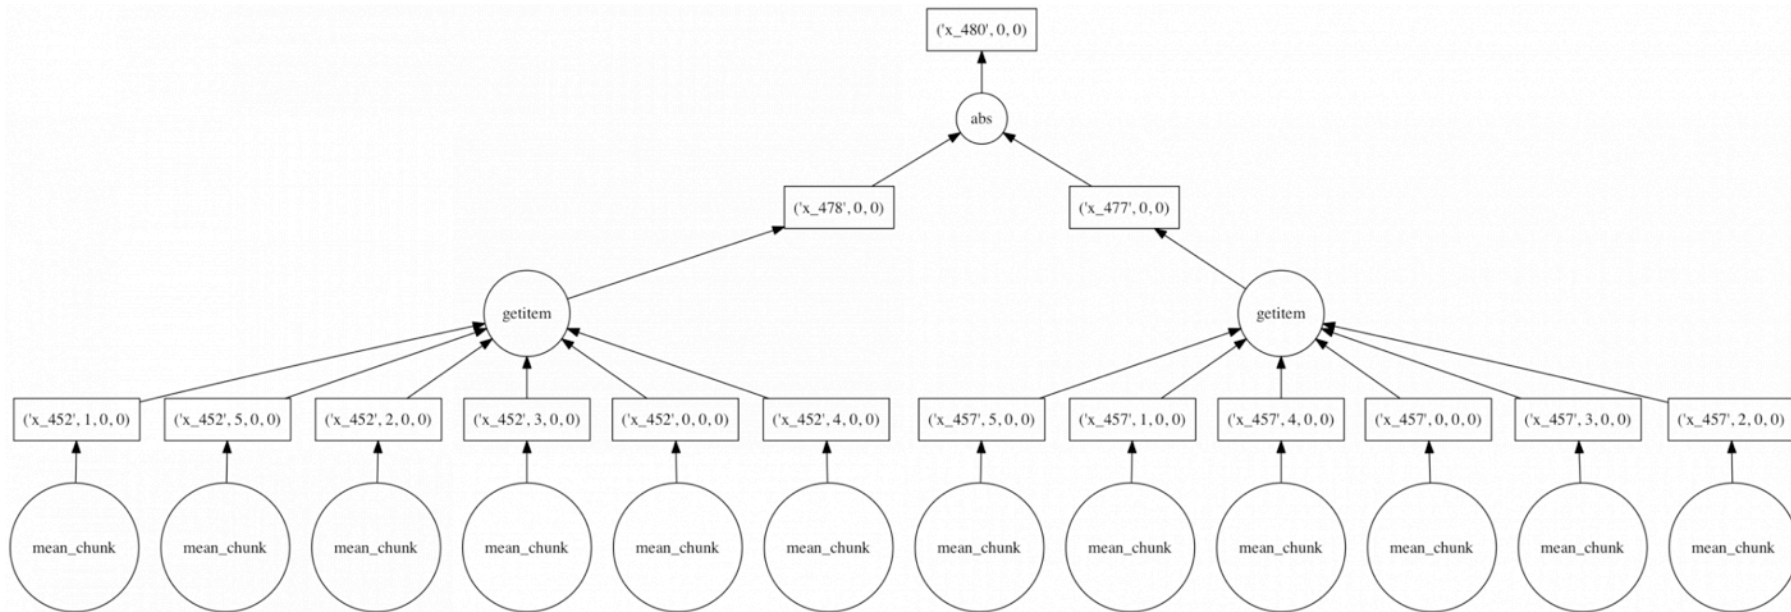 ('x_480', 0, 0)
abs
('x_478', 0, 0)
('x_477', 0, 0)
getitem
getitem
('x_452', 1, 0, 0)
('x_452', 5, 0, 0)
('x_452', 2, 0, 0)
('x_452', 3, 0, 0)
('x_452', 0, 0, 0)
('x_452', 4, 0, 0)
('x_457', 5, 0, 0)
('x_457', 1, 0, 0)
('x_457', 4, 0, 0)
('x_457', 0, 0, 0)
('x_457', 3, 0, 0)
('x_457', 2, 0, 0)
mean_chunk
mean_chunk
mean_chunk
mean_chunk
mean_chunk
mean_chunk
mean_chunk
mean_chunk
mean_chunk
mean_chunk
mean_chunk
mean_chunk